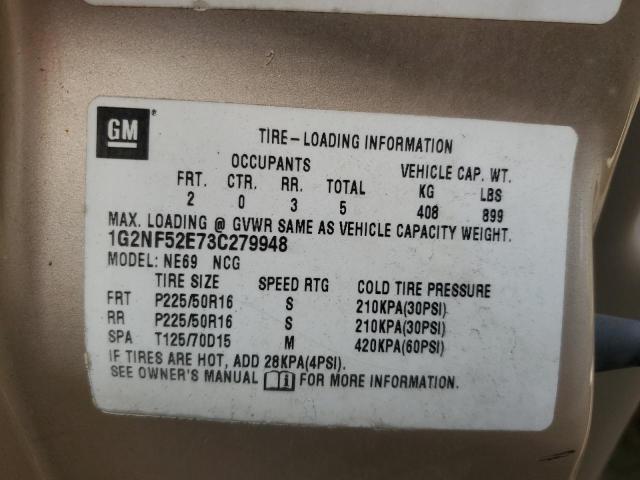 GM
TIRE-LOADING INFORMATION
OCCUPANTS VEHICLE CAP. WT.
FRT. CTR. RR. TOTAL KG LBS
2 0 3 5 408 899
MAX. LOADING @ GVWR SAME AS VEHICLE CAPACITY WEIGHT.
1G2NF52E73C279948
MODEL: NE69 NCG
TIRE SIZE SPEED RTG COLD TIRE PRESSURE
FRT P225/50R16 S 210KPA(30PSI)
RR P225/50R16 S 210KPA(30PSI)
SPA T125/70D15 M 420KPA(60PSI)
IF TIRES ARE HOT, ADD 28KPA(4PSI).
SEE OWNER'S MANUAL FOR MORE INFORMATION.